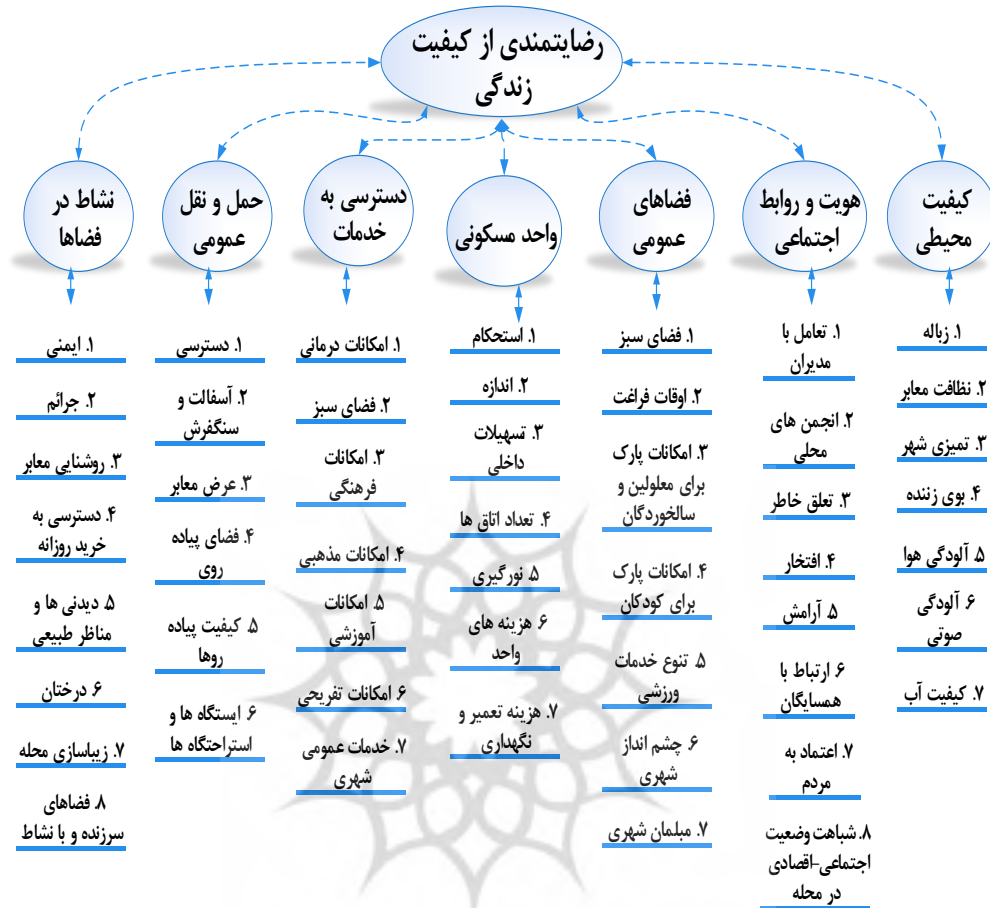 رضایتمندی از کیفیت
زندگی
کیفیت
محیطی
۱. زباله
۲. نظافت معابر
۳. تمیزی شهر
۴. بوی زننده
۵. آلودگی هوا
۶. آلودگی
صوتی
۷. کیفیت آب
هویت و روابط
اجتماعی
۱. تعامل با
مدیران
۲. انجمن های
محلی
۳. تعلق خاطر
۴. افتخار
۵. آرامش
۶. ارتباط با
همسایگان
۷. اعتماد به
مردم
۸. شباهت وضعیت
اجتماعی-اقصادی
در محله
فضاهای
عمومی
۱. فضای سبز
۲. اوقات فراغت
۳. امکانات پارک
برای معلولین و
سالخوردگان
۴. امکانات پارک
برای کودکان
۵. تنوع خدمات
ورزشی
۶. چشم انداز
شهری
۷. مبلمان شهری
واحد مسکونی
۱. استحکام
۲. اندازه
۳. تسهیلات
داخلی
۴. تعداد اتاق ها
۵. نورگیری
۶. هزینه های
واحد
۷. هزینه تعمیر و
نگهداری
دسترسی به
خدمات
۱. امکانات درمانی
۲. فضای سبز
۳. امکانات
فرهنگی
۴. امکانات مذهبی
۵. امکانات
آموزشی
۶. امکانات تفریحی
۷. خدمات عمومی
شهری
حمل و نقل
عمومی
۱. دسترسی
۲. آسفالت و
سنگفرش
۳. عرض معابر
۴. فضای پیاده
روی
۵. کیفیت پیاده
روها
۶. ایستگاه ها و
استراحتگاه ها
نشاط در
فضاها
۱. ایمنی
۲. جرائم
۳. روشنایی معابر
۴. دسترسی به
خرید روزانه
۵. دیدنی ها و
مناظر طبیعی
۶. درختان
۷. زیباسازی محله
۸. فضاهای
سرزنده و با نشاط